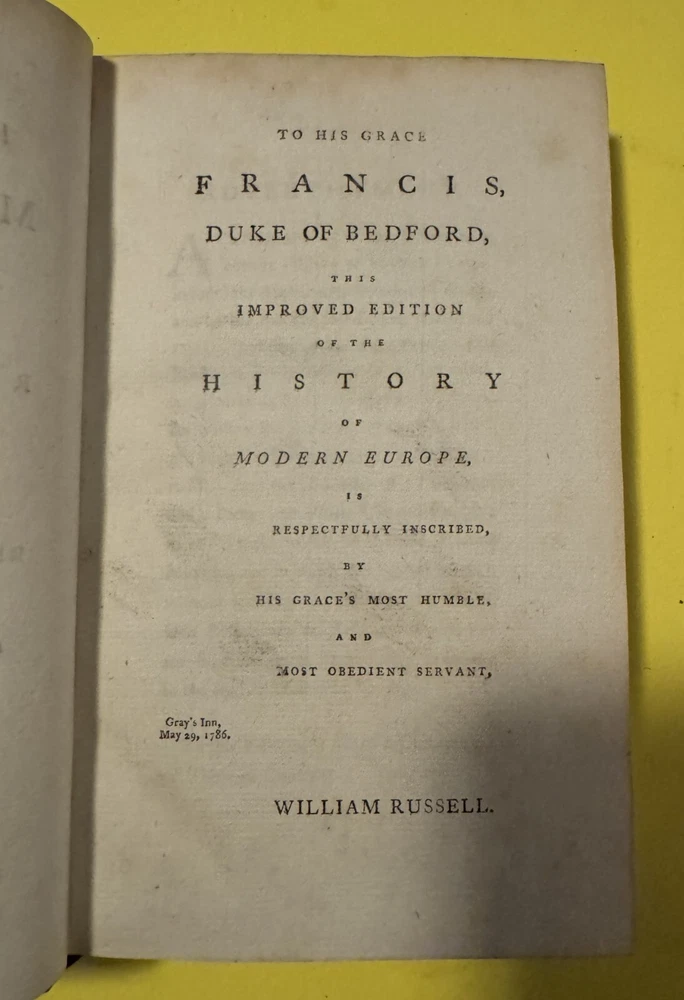 TO HIS GRACE
FRANCIS,
DUKE OF BEDFORD,
THIS
IMPROVED EDITION
OF THE
HISTORY
OF
MODERN EUROPE,
IS
RESPECTFULLY INSCRIBED,
BY
HIS GRACE'S MOST HUMBLE,
AND
MOST OBEDIENT SERVANT,
Gray's Inn,
May 29, 1786.
WILLIAM RUSSELL.